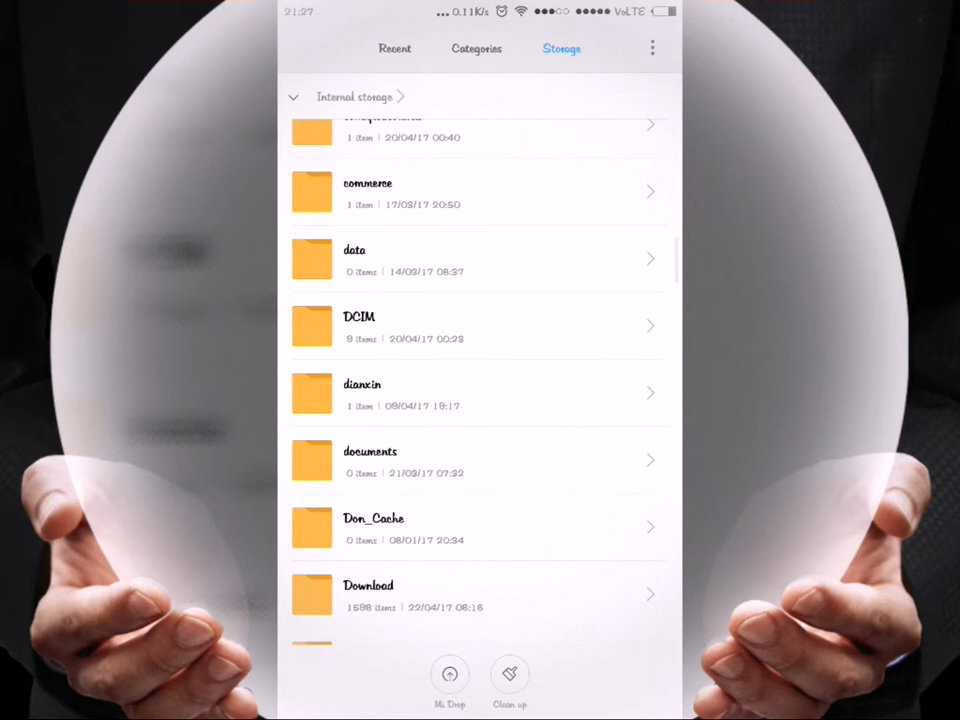 21:27
... 0.11K/s VoLTE
Recent Categories Storage
Internal storage
1 item | 20/04/17 00:40
commerce
1 item | 17/03/17 20:50
data
0 items | 14/03/17 08:37
DCIM
9 items | 20/04/17 00:23
dianxin
1 item | 09/04/17 19:17
documents
0 items | 21/03/17 07:32
Don_Cache
0 items | 08/01/17 20:34
Download
1598 items | 22/04/17 08:18
Mi Drop Clean up